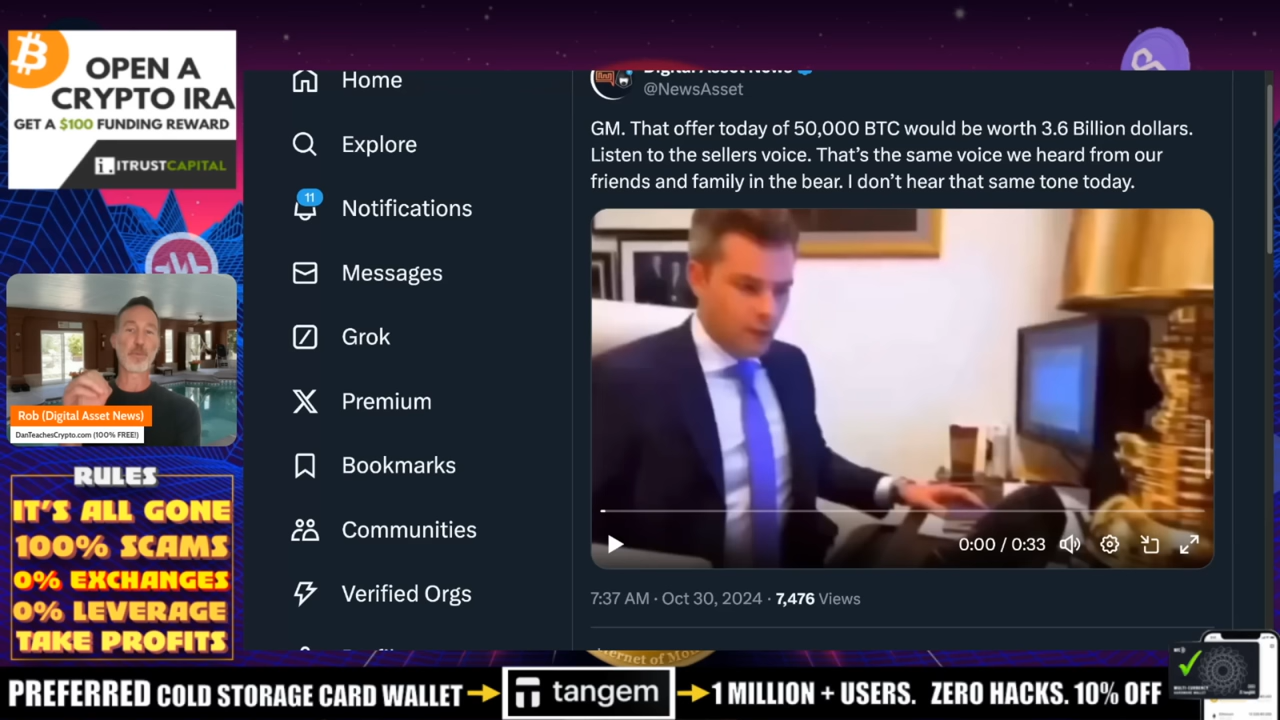 OPEN A
CRYPTO IRA
GET A $100 FUNDING REWARD
i. ITRUSTCAPITAL
Rob (Digital Asset News)
DanTeachesCrypto.com (100% FREE!)
RULES
IT'S ALL GONE
100% SCAMS
0% EXCHANGES
0% LEVERAGE
TAKE PROFITS
Home
Explore
11
Notifications
Messages
Grok
Premium
Bookmarks
Communities
Verified Orgs
Digital Asset News
@NewsAsset
GM. That offer today of 50,000 BTC would be worth 3.6 Billion dollars.
Listen to the sellers voice. That’s the same voice we heard from our
friends and family in the bear. I don’t hear that same tone today.
0:00 / 0:33
7:37 AM · Oct 30, 2024 · 7,476 Views
PREFERRED COLD STORAGE CARD WALLET tangem 1 MILLION + USERS. ZERO HACKS. 10% OFF